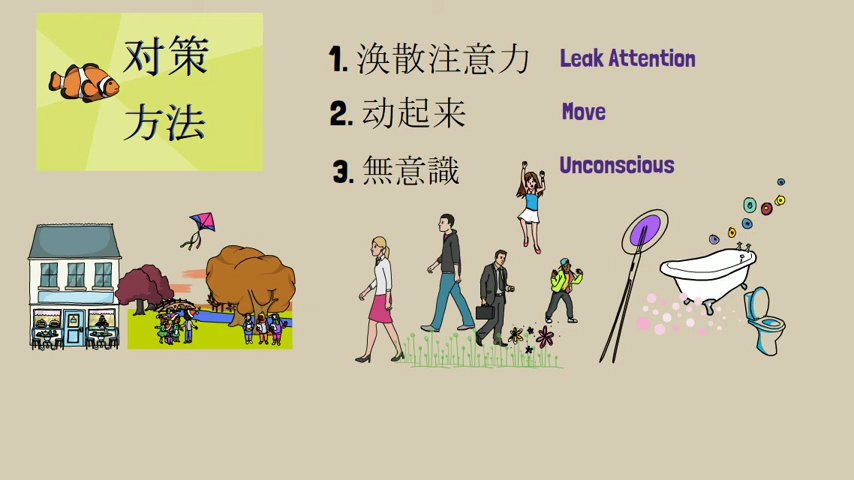 对策
方法
1. 涣散注意力 Leak Attention
2. 动起来 Move
3. 無意識 Unconscious